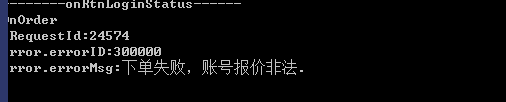 -------onRtnLoginStatus------
nOrder
RequestId:24574
rror.errorID:300000
rror.errorMsg:下单失败，账号报价非法.